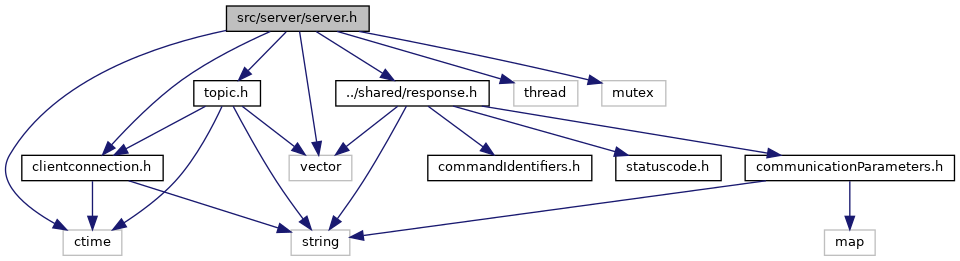 src/server/server.h
topic.h
../shared/response.h
thread
mutex
clientconnection.h
vector
commandIdentifiers.h
statuscode.h
communicationParameters.h
ctime
string
map